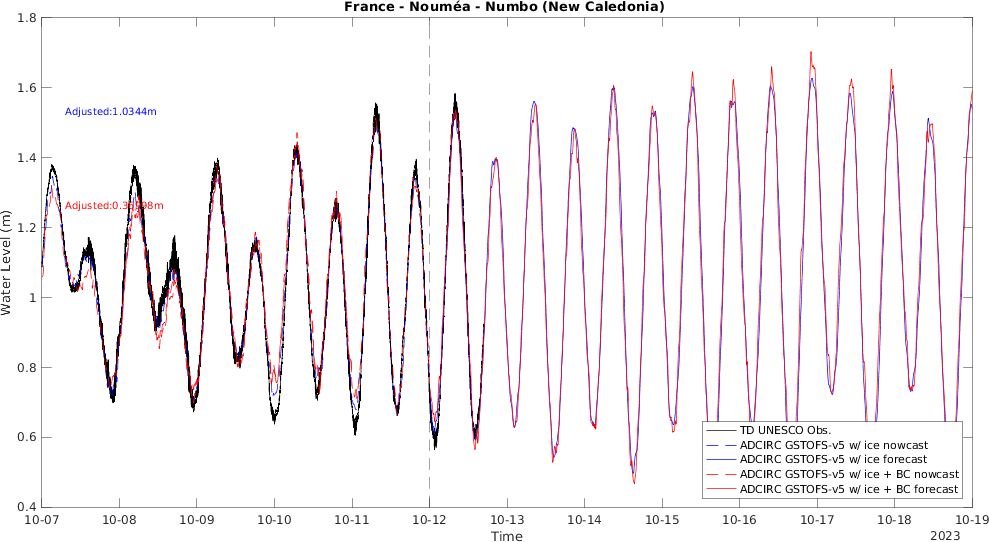 France - Nouméa - Numbo (New Caledonia)
1.8
1.6
1.4
1.2
1
0.8
0.6
0.4
Water Level (m)
Adjusted:1.0344m
TD UNESCO Obs.
ADCIRC GSTOFS-v5 w/ ice nowcast
ADCIRC GSTOFS-v5 w/ ice forecast
ADCIRC GSTOFS-v5 w/ ice + BC nowcast
ADCIRC GSTOFS-v5 w/ ice + BC forecast
10-07 10-08 10-09 10-10 10-11 10-12 10-13 10-14 10-15 10-16 10-17 10-18 10-19
Time
2023